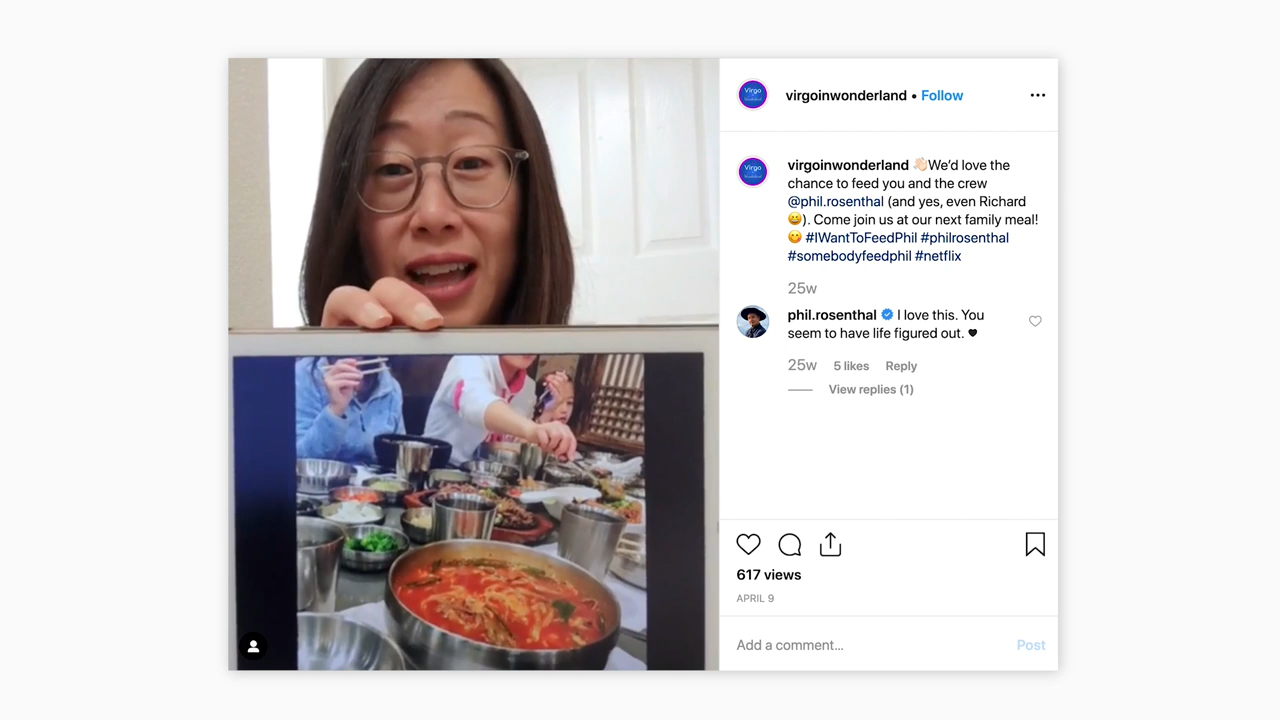 virgoinwonderland • Follow
virgoinwonderland 👋🏻We’d love the
chance to feed you and the crew
@phil.rosenthal (and yes, even Richard
😄). Come join us at our next family meal!
😋 #IWantToFeedPhil #philrosenthal
#somebodyfeedphil #netflix
25w
phil.rosenthal I love this. You
seem to have life figured out. 🖤
25w 5 likes Reply
View replies (1)
617 views
APRIL 9
Add a comment... Post
Virgo
Virgo